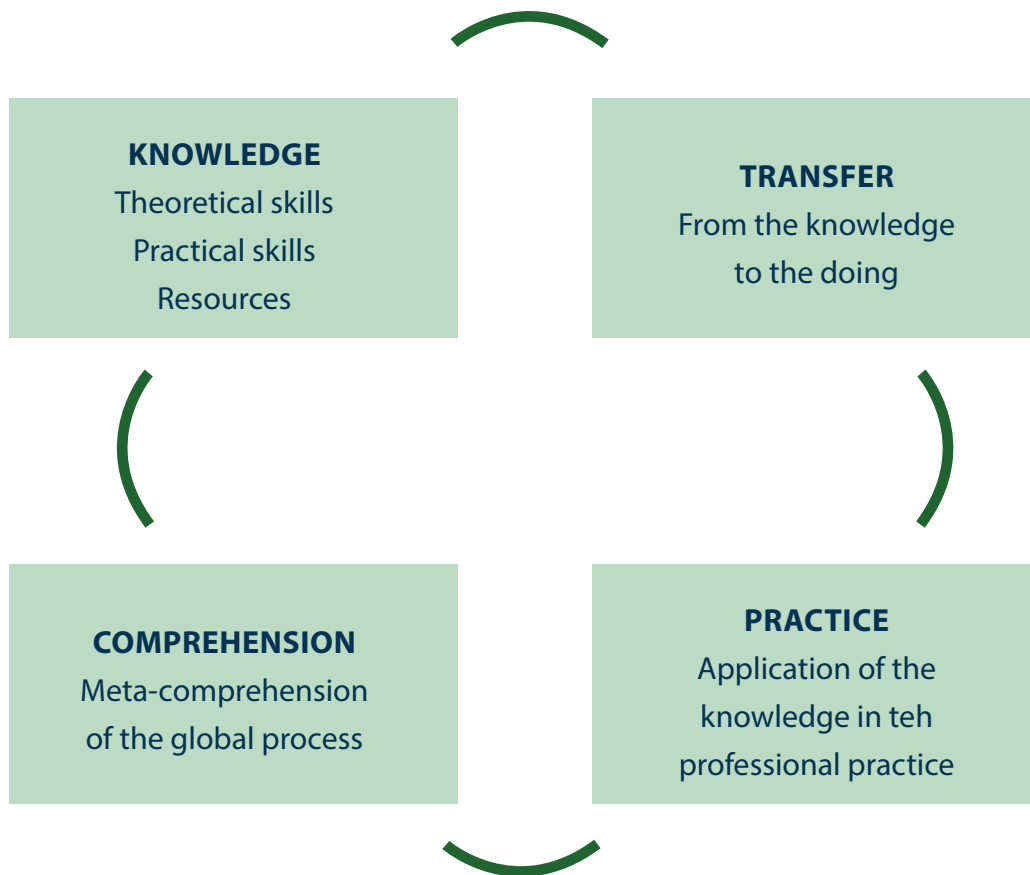 KNOWLEDGE
Theoretical skills
Practical skills
Resources
TRANSFER
From the knowledge
to the doing
COMPREHENSION
Meta-comprehension
of the global process
PRACTICE
Application of the
knowledge in teh
professional practice